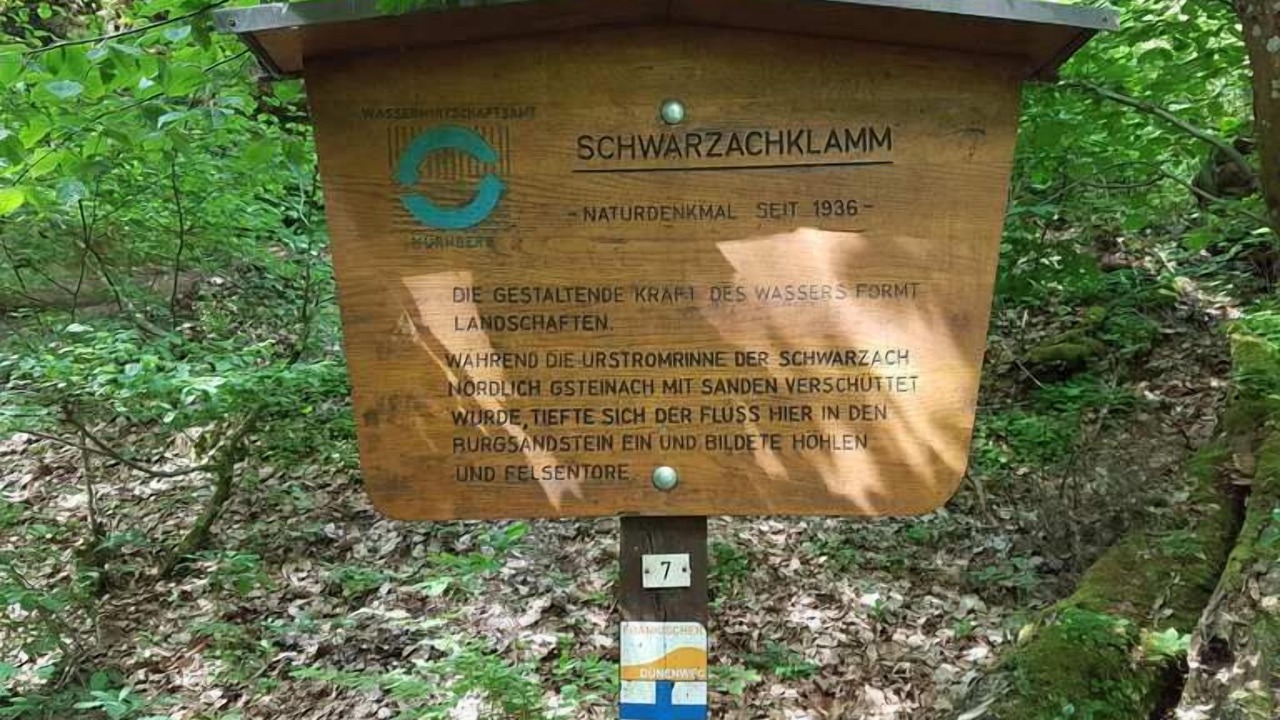 WASSERWIRTSCHAFTSAMT
NÜRNBERG
SCHWARZACHKLAMM
-NATURDENKMAL SEIT 1936-
DIE GESTALTENDE KRAFT DES WASSERS FORMT
LANDSCHAFTEN.
WÄHREND DIE URSTROMRINNE DER SCHWARZACH
NÖRDLICH GSTEINACH MIT SANDEN VERSCHÜTTET
WURDE, TIEFTE SICH DER FLUSS HIER IN DEN
BURGSANDSTEIN EIN UND BILDETE HÖHLEN
UND FELSENTORE
7
FRÄNKISCHER
DÜNENWEG